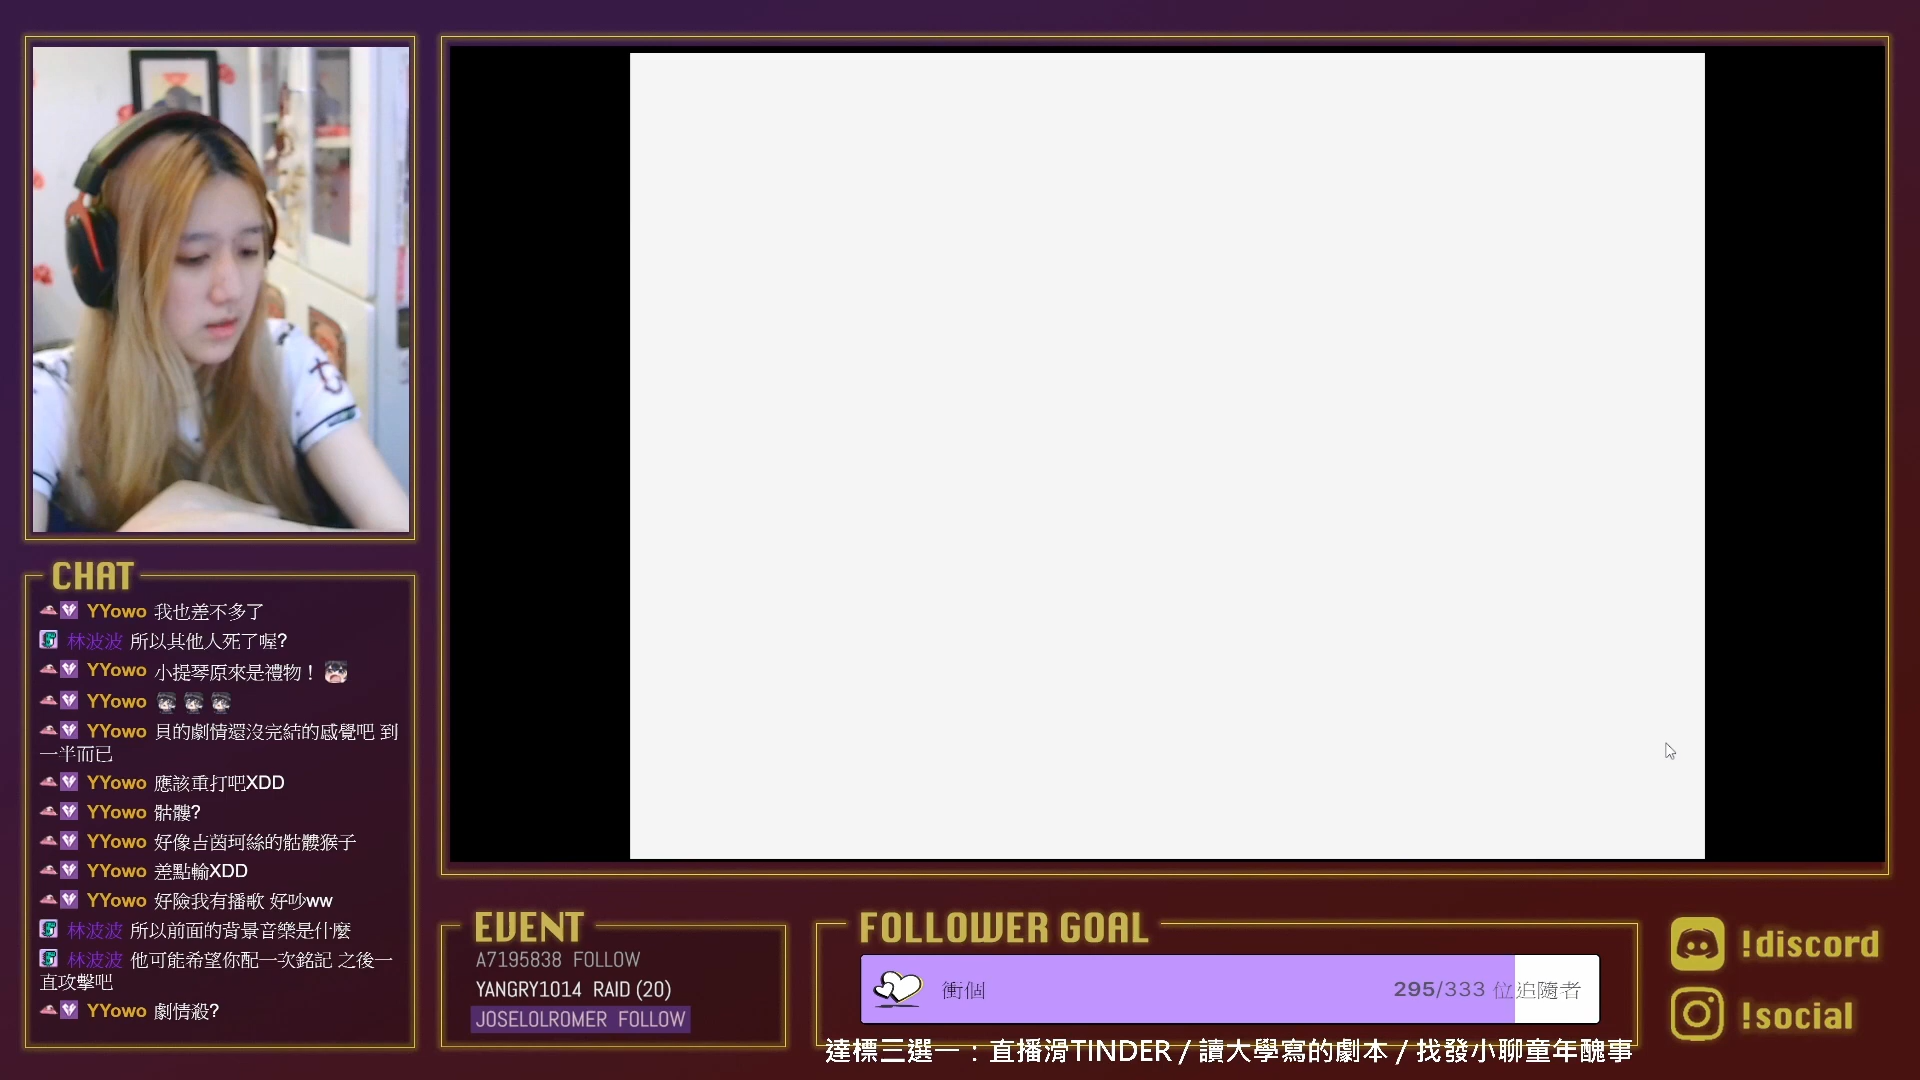 CHAT
YYowo 我也差不多了
林波波 所以其他人死了喔?
YYowo 小提琴原來是禮物！
YYowo
YYowo 貝的劇情還沒完結的感覺吧 到
一半而已
YYowo 應該重打吧XDD
YYowo 骷髏?
YYowo 好像吉茵珂絲的骷髏猴子
YYowo 差點輸XDD
YYowo 好險我有播歌 好吵ww
林波波 所以前面的背景音樂是什麼
林波波 他可能希望你配一次銘記 之後一
直攻擊吧
YYowo 劇情殺?
EVENT
A7195838 FOLLOW
YANGRY1014 RAID (20)
JOSELOLROMER FOLLOW
FOLLOWER GOAL
衝個
295/333 位追隨者
達標三選一：直播滑TINDER / 讀大學寫的劇本 / 找發小聊童年醜事
!discord
!social